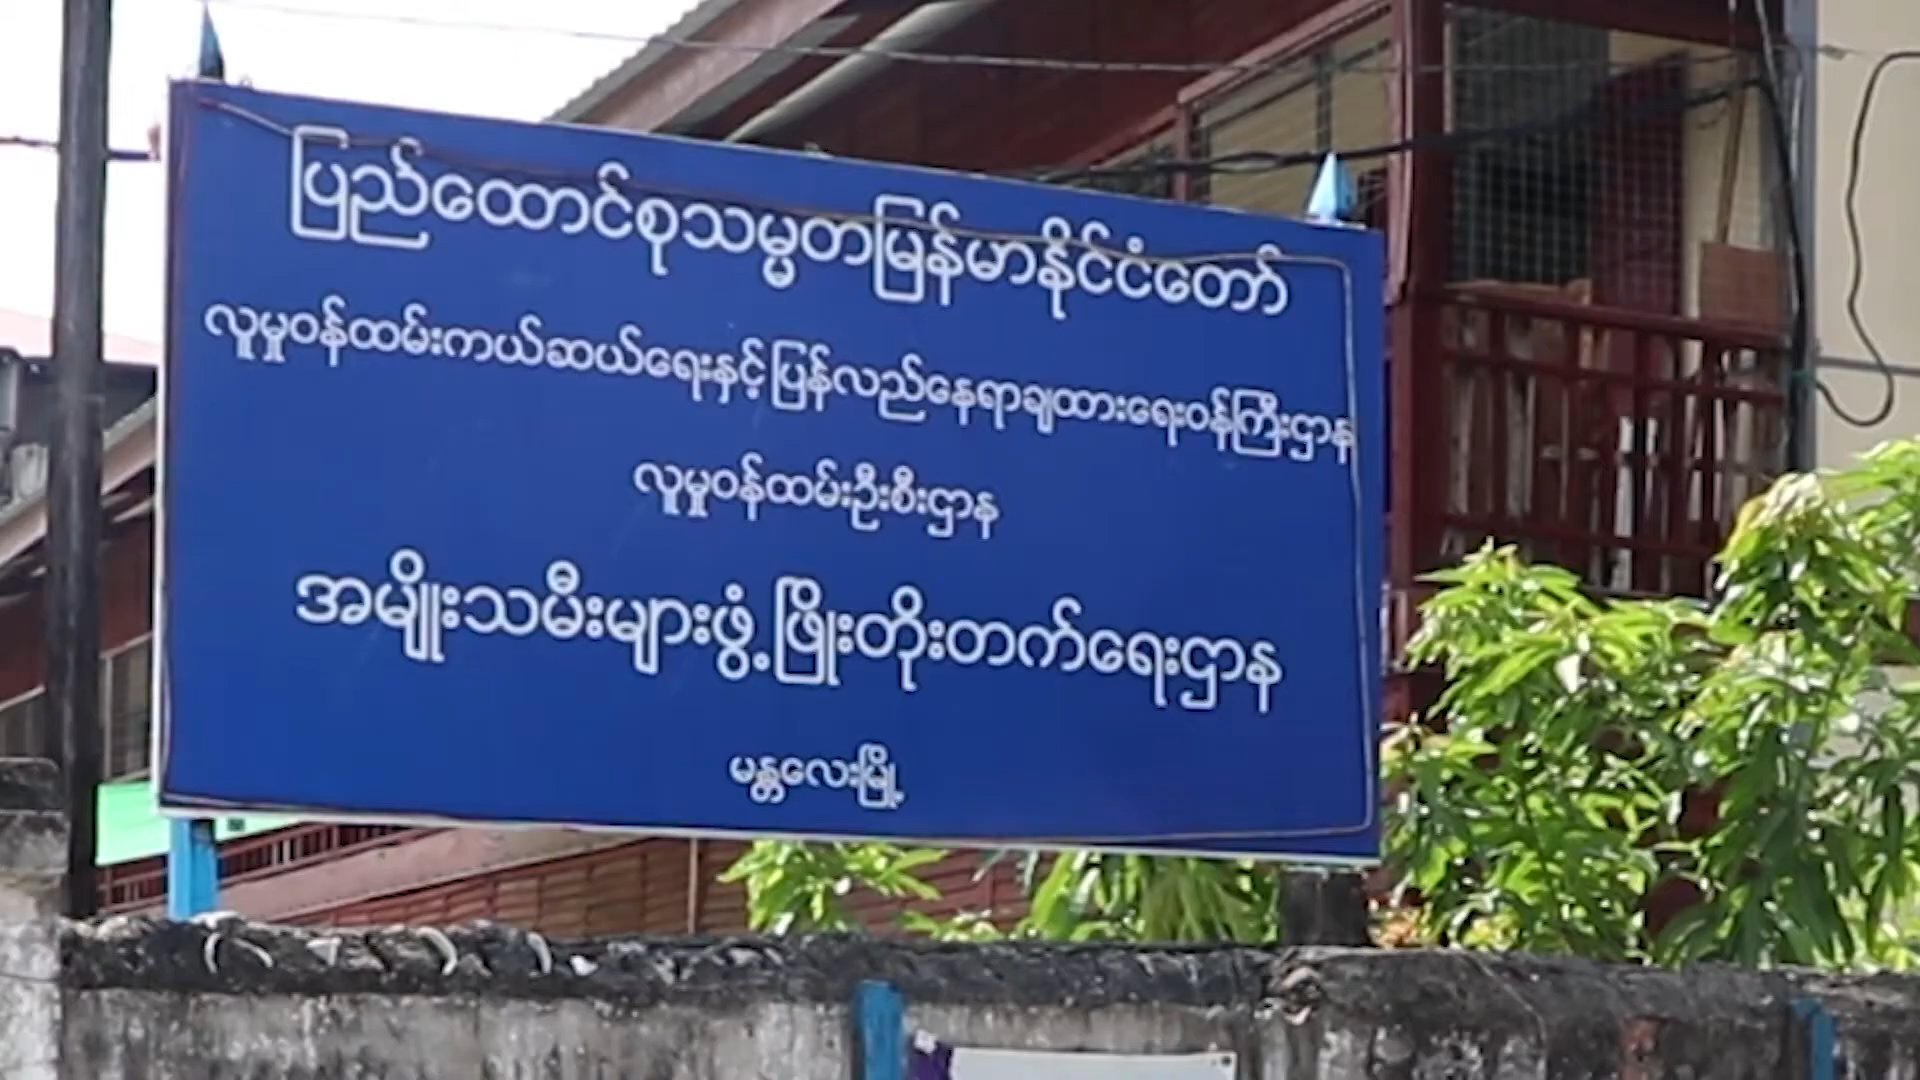 ပြည်ထောင်စုသမ္မတမြန်မာနိုင်ငံတော်
လူမှုဝန်ထမ်းကယ်ဆယ်ရေးနှင့်ပြန်လည်နေရာချထားရေးဝန်ကြီးဌာန
လူမှုဝန်ထမ်းဦးစီးဌာန
အမျိုးသမီးများဖွံ့ဖြိုးတိုးတက်ရေးဌာန
မန္တလေးမြို့